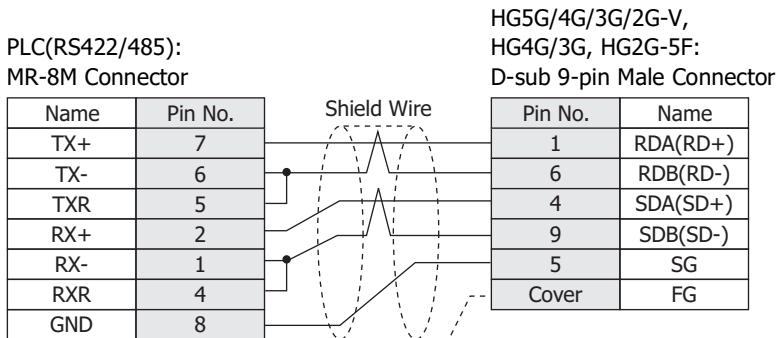 PLC(RS422/485):
MR-8M Connector
HG5G/4G/3G/2G-V,
HG4G/3G, HG2G-5F:
D-sub 9-pin Male Connector
Shield Wire
Name Pin No.
TX+ 7
TX- 6
TXR 5
RX+ 2
RX- 1
RXR 4
GND 8
Pin No. Name
1 RDA(RD+)
6 RDB(RD-)
4 SDA(SD+)
9 SDB(SD-)
5 SG
Cover FG